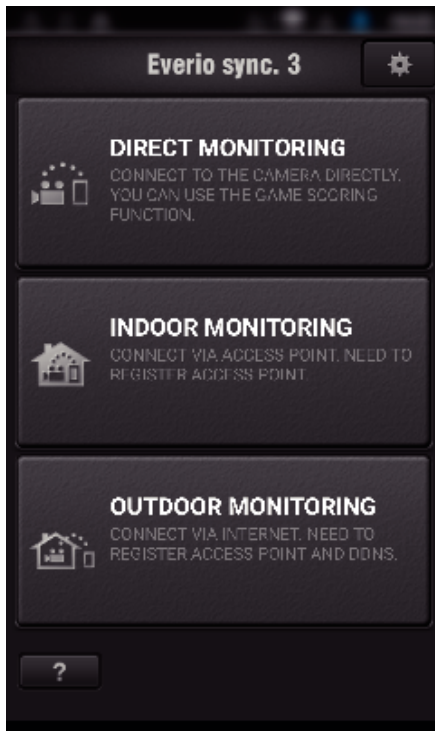 Everio sync. 3
DIRECT MONITORING
CONNECT TO THE CAMERA DIRECTLY.
YOU CAN USE THE GAME SCORING
FUNCTION.
INDOOR MONITORING
CONNECT VIA ACCESS POINT. NEED TO
REGISTER ACCESS POINT.
OUTDOOR MONITORING
CONNECT VIA INTERNET. NEED TO
REGISTER ACCESS POINT AND DDNS.
?